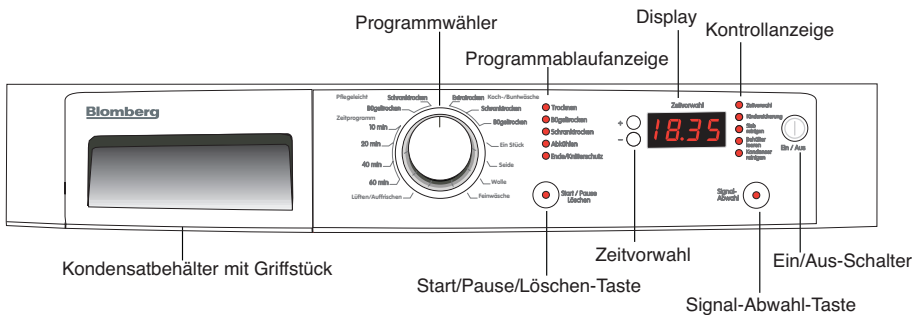 Programmwähler
Display
Kontrollanzeige
Programmablaufanzeige
Blomberg
Pflegeleicht
Schranktrocken
Extratrocken
Koch-/Buntwäsche
Bügeltrocken
Schranktrocken
Zeitprogramm
Bügeltrocken
10 min
20 min
Ein Stück
40 min
Seide
60 min
Wolle
Lüften/Auffrischen
Feinwäsche
Trocknen
Bügeltrocken
Schranktrocken
Abkühlen
Ende/Knitterschutz
Start / Pause
Löschen
Zeitvorwahl
+
-
18.35
Zeitvorwahl
Kindersicherung
Sieb
reinigen
Behälter
leeren
Kondenser
reinigen
Ein / Aus
Signal-
Abwahl
Kondensatbehälter mit Griffstück
Start/Pause/Löschen-Taste
Zeitvorwahl
Signal-Abwahl-Taste
Ein/Aus-Schalter